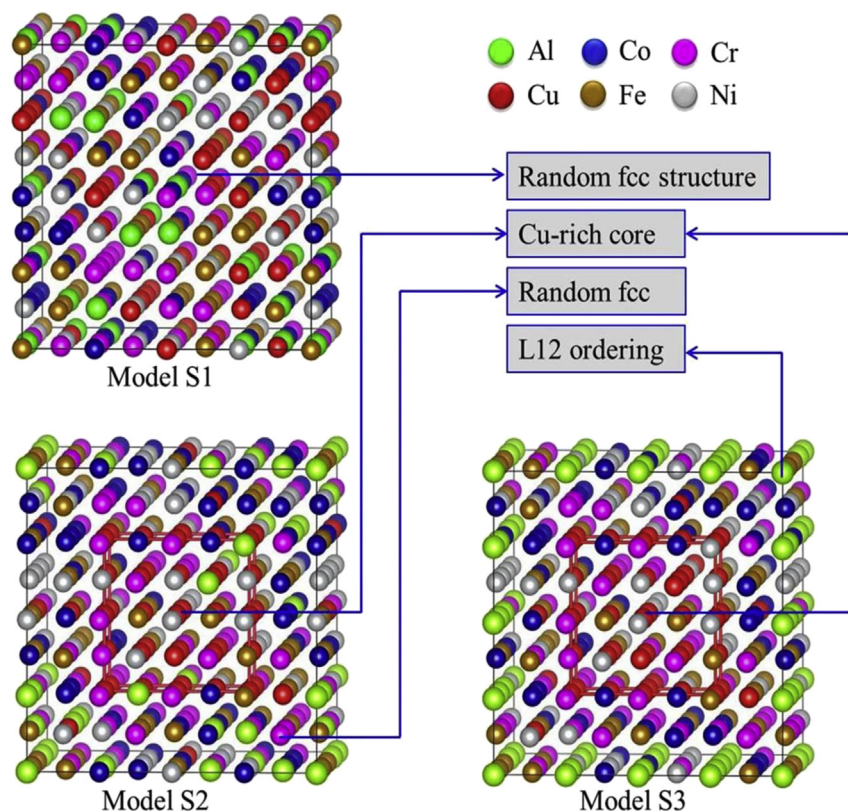 Al Co Cr
Cu Fe Ni
Random fcc structure
Cu-rich core
Random fcc
L12 ordering
Model S1
Model S2
Model S3